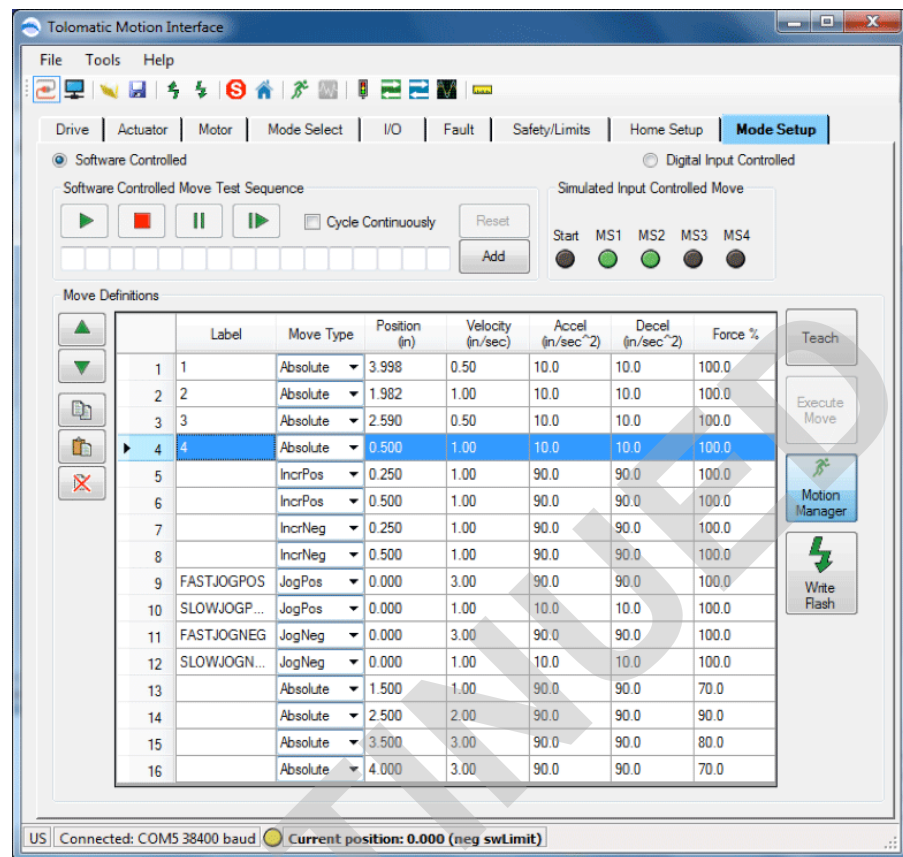 Tolomatic Motion Interface
File Tools Help
Drive Actuator Motor Mode Select I/O Fault Safety/Limits Home Setup Mode Setup
Software Controlled Digital Input Controlled
Software Controlled Move Test Sequence Simulated Input Controlled Move
Cycle Continuously Reset
Start MS1 MS2 MS3 MS4
Add
Move Definitions
Label Move Type Position (in) Velocity (in/sec) Accel (in/sec^2) Decel (in/sec^2) Force %
1 1 Absolute 3.998 0.50 10.0 10.0 100.0
2 2 Absolute 1.982 1.00 10.0 10.0 100.0
3 3 Absolute 2.590 0.50 10.0 10.0 100.0
4 4 Absolute 0.500 1.00 10.0 10.0 100.0
5 IncrPos 0.250 1.00 90.0 90.0 100.0
6 IncrPos 0.500 1.00 90.0 90.0 100.0
7 IncrNeg 0.250 1.00 90.0 90.0 100.0
8 IncrNeg 0.500 1.00 90.0 90.0 100.0
9 FASTJOGPOS JogPos 0.000 3.00 90.0 90.0 100.0
10 SLOWJOGP... JogPos 0.000 1.00 10.0 10.0 100.0
11 FASTJOGNEG JogNeg 0.000 3.00 90.0 90.0 100.0
12 SLOWJOGN... JogNeg 0.000 1.00 10.0 10.0 100.0
13 Absolute 1.500 1.00 90.0 90.0 70.0
14 Absolute 2.500 2.00 90.0 90.0 90.0
15 Absolute 3.500 3.00 90.0 90.0 80.0
16 Absolute 4.000 3.00 90.0 90.0 70.0
Teach
Execute
Move
Motion
Manager
Write
Flash
US Connected: COM5 38400 baud Current position: 0.000 (neg swLimit)
TINUED